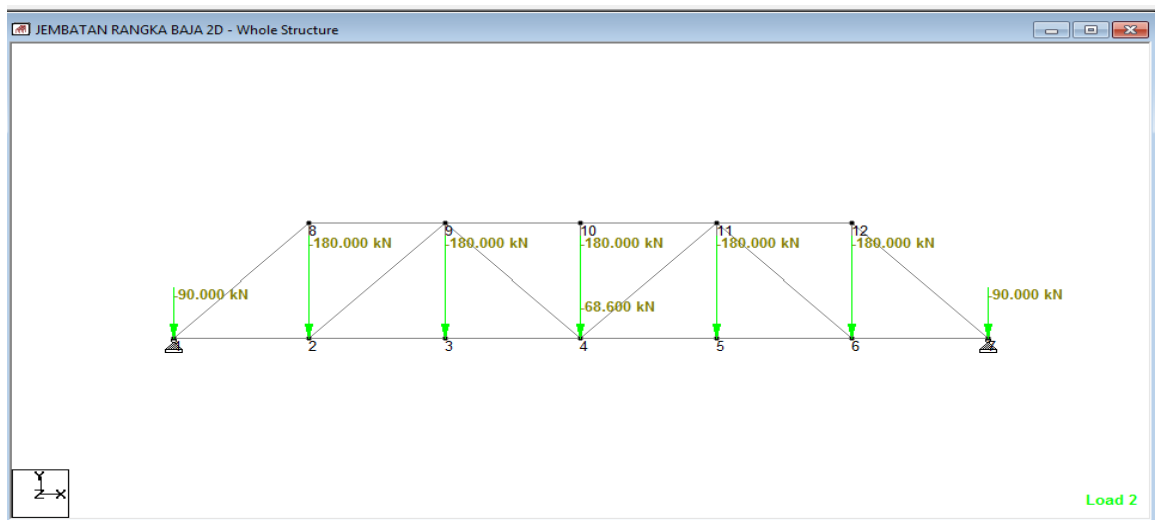 JEMBATAN RANGKA BAJA 2D - Whole Structure
8 9 10 11 12
-180.000 kN -180.000 kN -180.000 kN -180.000 kN -180.000 kN
-90.000 kN -68.600 kN -90.000 kN
2 3 4 5 6
Y
Z X
Load 2